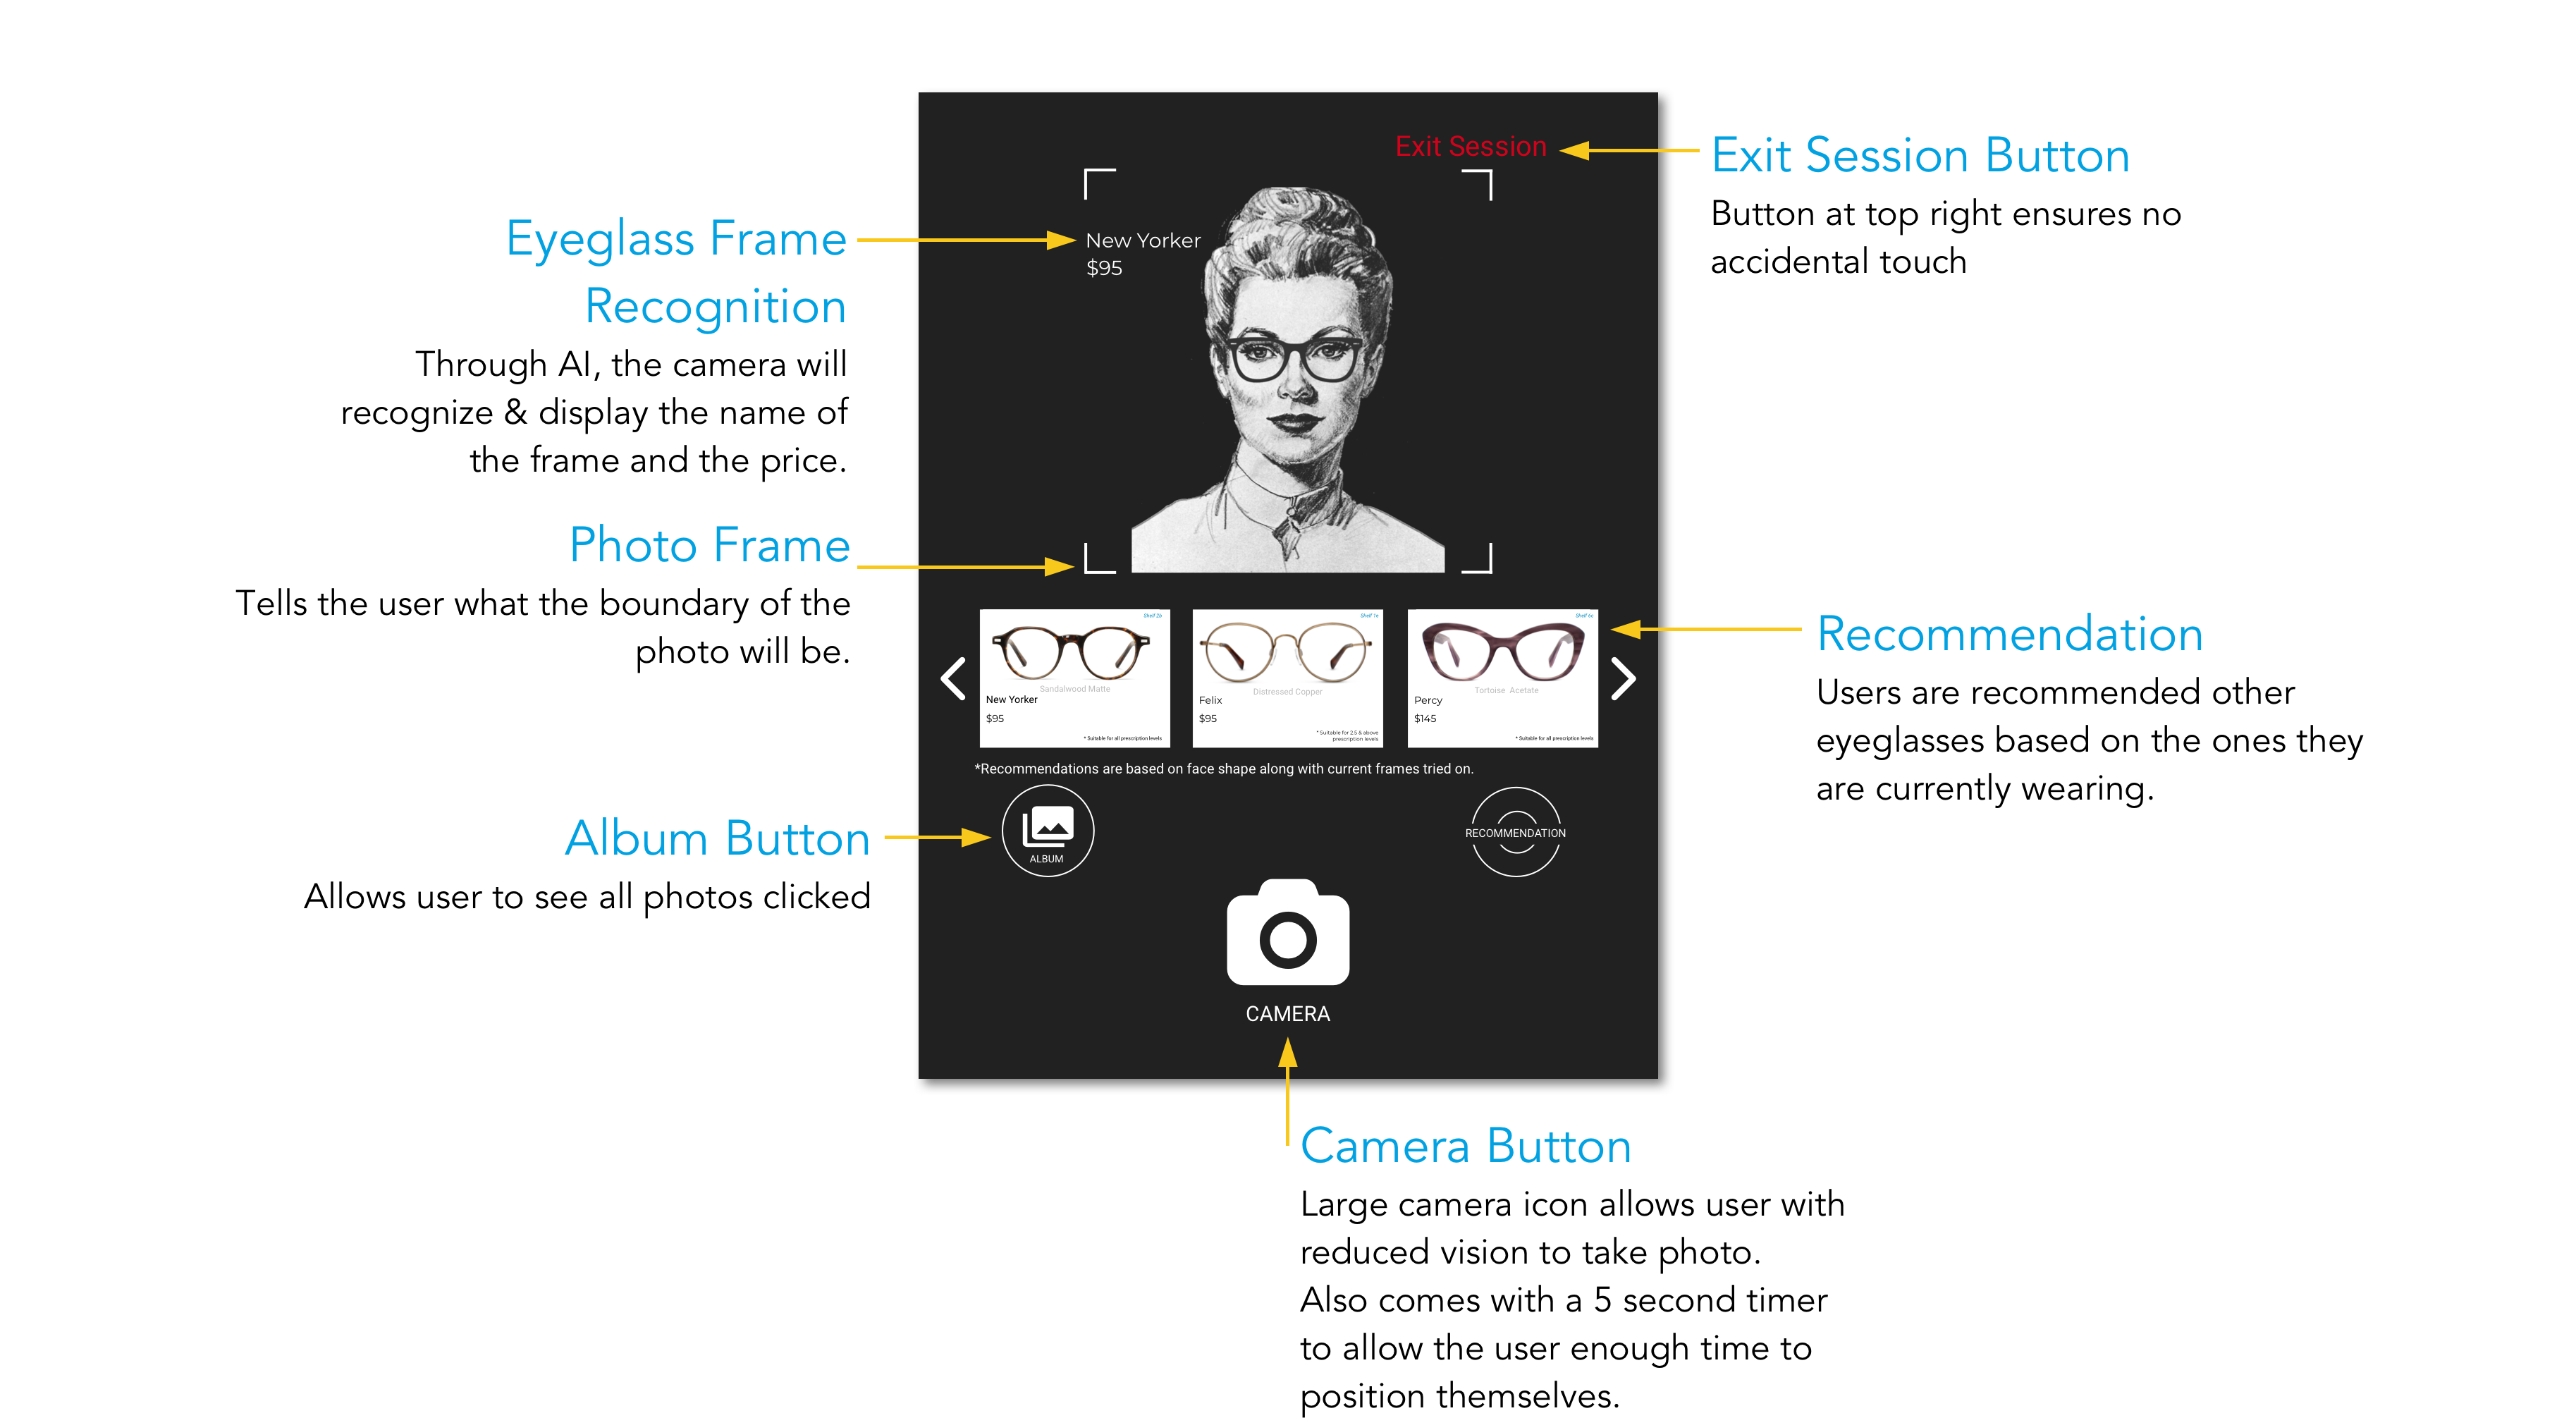 Exit Session
Exit Session Button
Button at top right ensures no
accidental touch
Eyeglass Frame
Recognition
Through AI, the camera will
recognize & display the name of
the frame and the price.
New Yorker
$95
Photo Frame
Tells the user what the boundary of the
photo will be.
Shelf 2b
Sandalwood Matte
New Yorker
$95
* Suitable for all prescription levels
Shelf 7e
Distressed Copper
Felix
$95
* Suitable for 2.5 & above
prescription levels
Shelf 6c
Tortoise Acetate
Percy
$145
* Suitable for all prescription levels
Recommendation
Users are recommended other
eyeglasses based on the ones they
are currently wearing.
*Recommendations are based on face shape along with current frames tried on.
Album Button
Allows user to see all photos clicked
ALBUM
RECOMMENDATION
CAMERA
Camera Button
Large camera icon allows user with
reduced vision to take photo.
Also comes with a 5 second timer
to allow the user enough time to
position themselves.